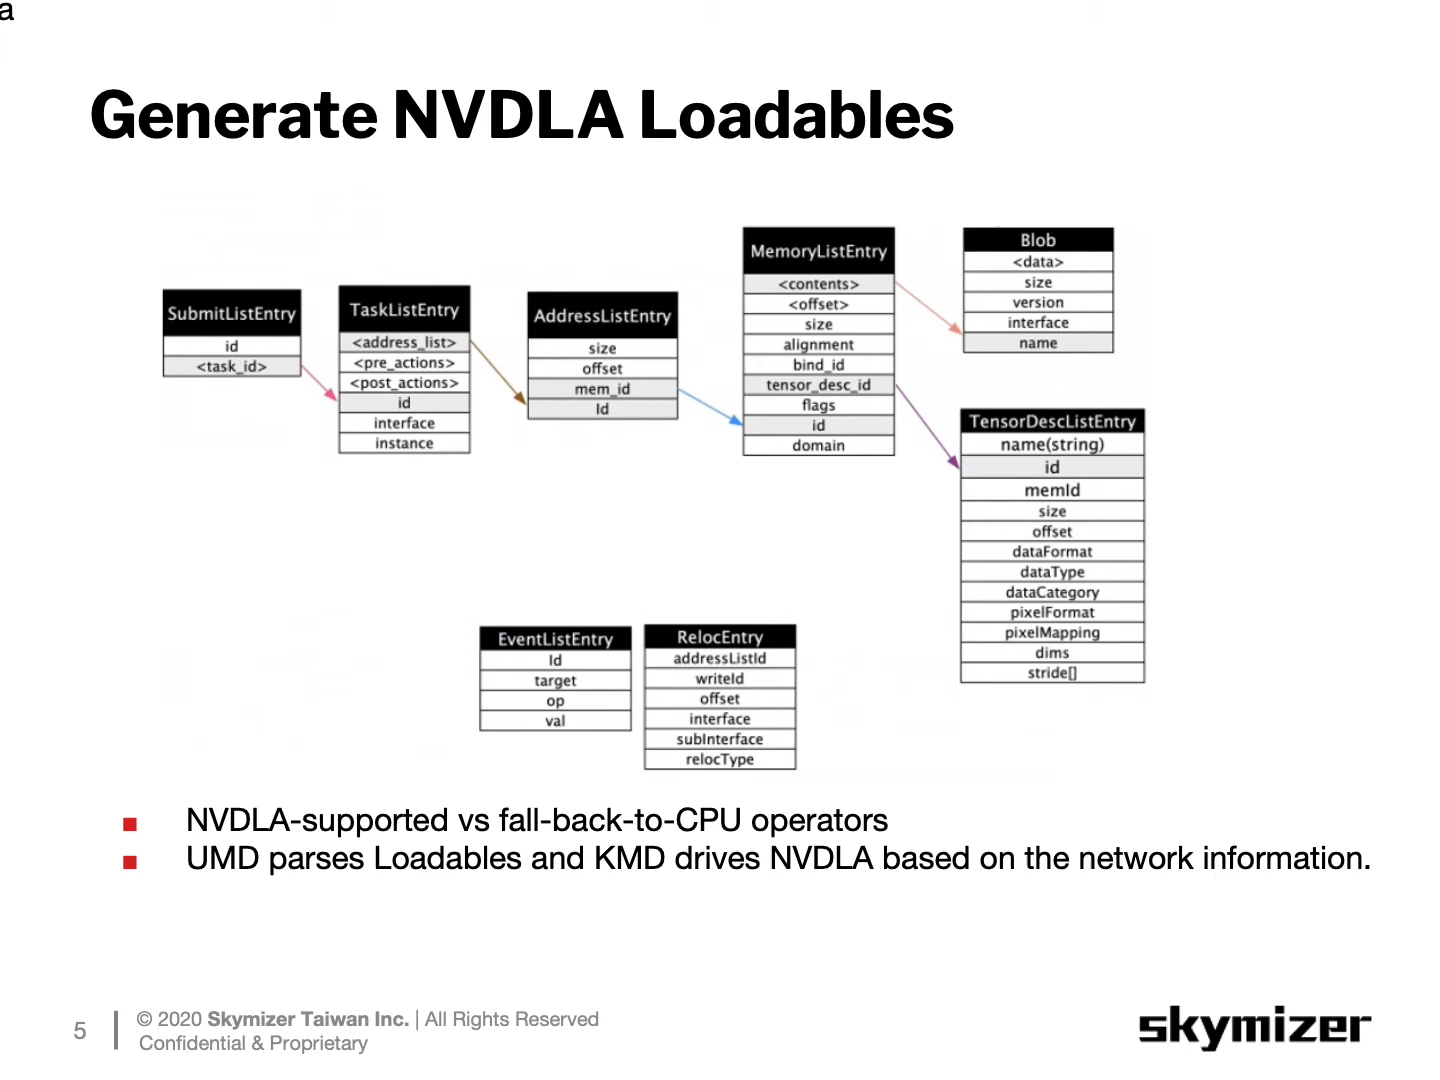 a
Generate NVDLA Loadables
SubmitListEntry
id
<task_id>
TaskListEntry
<address_list>
<pre_actions>
<post_actions>
id
interface
instance
AddressListEntry
size
offset
mem_id
Id
MemoryListEntry
<contents>
<offset>
size
alignment
bind_id
tensor_desc_id
flags
id
domain
Blob
<data>
size
version
interface
name
TensorDescListEntry
name(string)
id
memId
size
offset
dataFormat
dataType
dataCategory
pixelFormat
pixelMapping
dims
stride[]
EventListEntry
Id
target
op
val
RelocEntry
addressListId
writeId
offset
interface
subInterface
relocType
NVDLA-supported vs fall-back-to-CPU operators
UMD parses Loadables and KMD drives NVDLA based on the network information.
5
© 2020 Skymizer Taiwan Inc. | All Rights Reserved
Confidential & Proprietary
skymizer